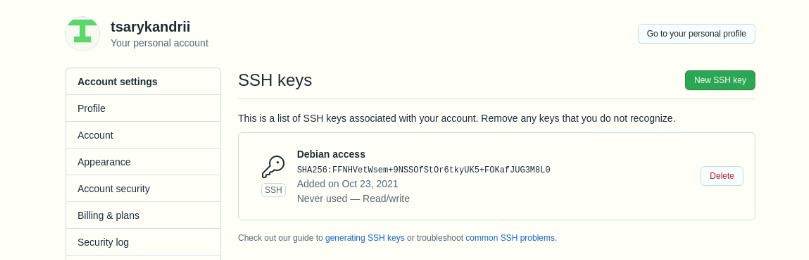 tsarykandrii
Your personal account
Go to your personal profile
Account settings
Profile
Account
Appearance
Account security
Billing & plans
Security log
SSH keys
New SSH key
This is a list of SSH keys associated with your account. Remove any keys that you do not recognize.
SSH
Debian access
SHA256:FFNHVetWsem+9NSSOfStOr6tkyUK5+FOKafJUG3M8L0
Added on Oct 23, 2021
Never used — Read/write
Delete
Check out our guide to generating SSH keys or troubleshoot common SSH problems.